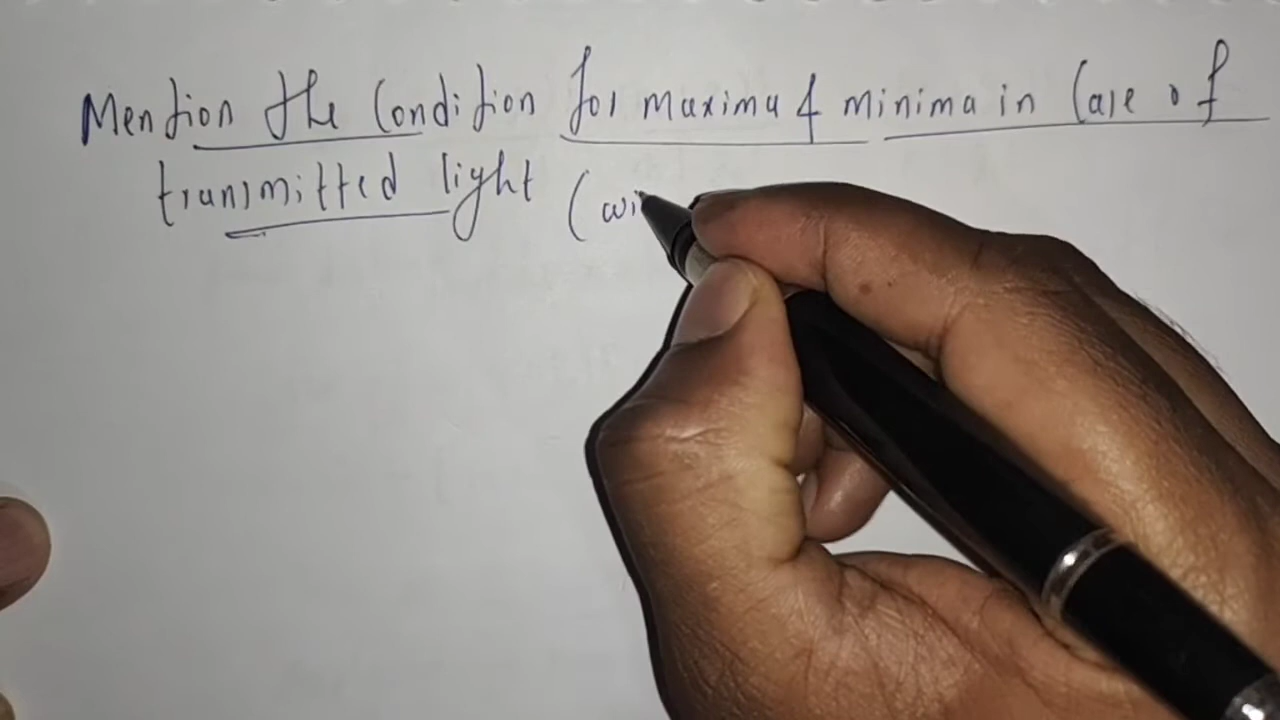 Mention the Condition for maxima & minima in Case of
transmitted light (wi